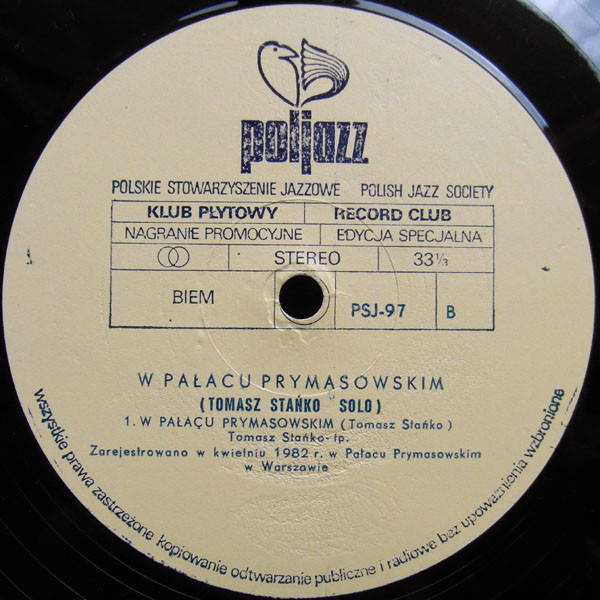 poljazz
POLSKIE STOWARZYSZENIE JAZZOWE POLISH JAZZ SOCIETY
KLUB PŁYTOWY RECORD CLUB
NAGRANIE PROMOCYJNE EDYCJA SPECJALNA
STEREO 33⅓
BIEM PSJ-97 B
W PAŁACU PRYMASOWSKIM
(TOMASZ STAŃKO "SOLO)
1. W PAŁAÇU PRYMASOWSKIM (Tomasz Stańko)
Tomasz Stańko-tp.
Zarejestrowano w kwietniu 1982 r. w Pałacu Prymasowskim
w Warszawie
wszystkie prawa zastrzeżone kopiowanie odtwarzanie publiczne i radiowe bez upoważnienia wzbronione